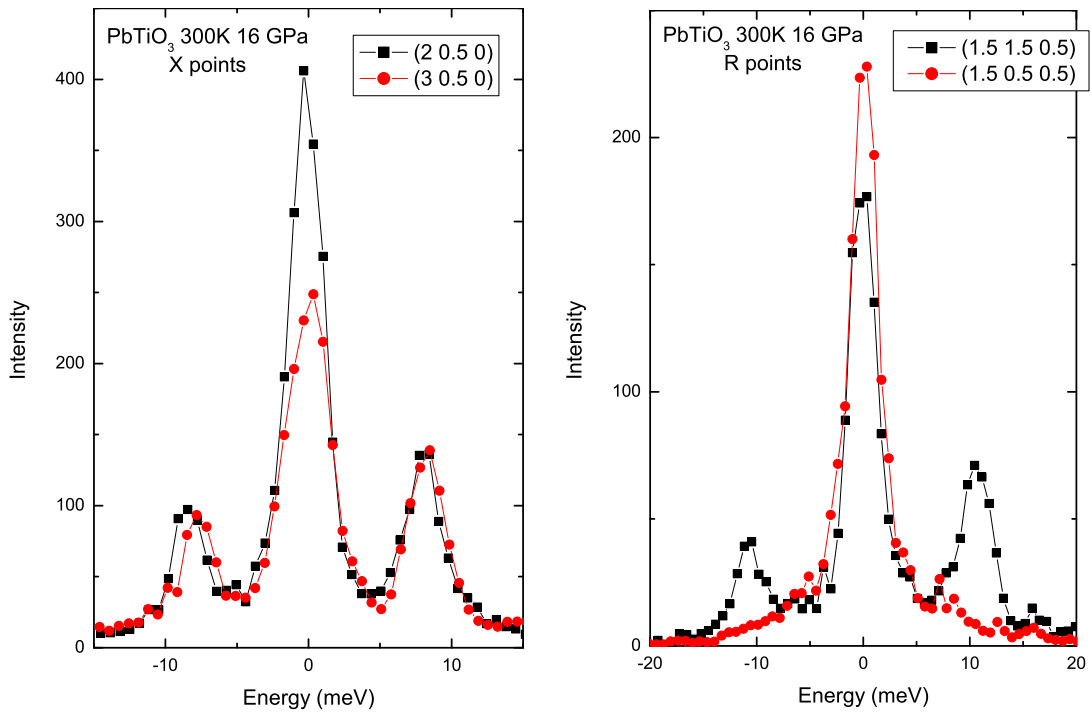 PbTiO3 300K 16 GPa
X points
(2 0.5 0)
(3 0.5 0)
400
300
200
100
0
Intensity
-10
0
10
Energy (meV)
PbTiO3 300K 16 GPa
R points
(1.5 1.5 0.5)
(1.5 0.5 0.5)
200
100
0
Intensity
-20
-10
0
10
20
Energy (meV)